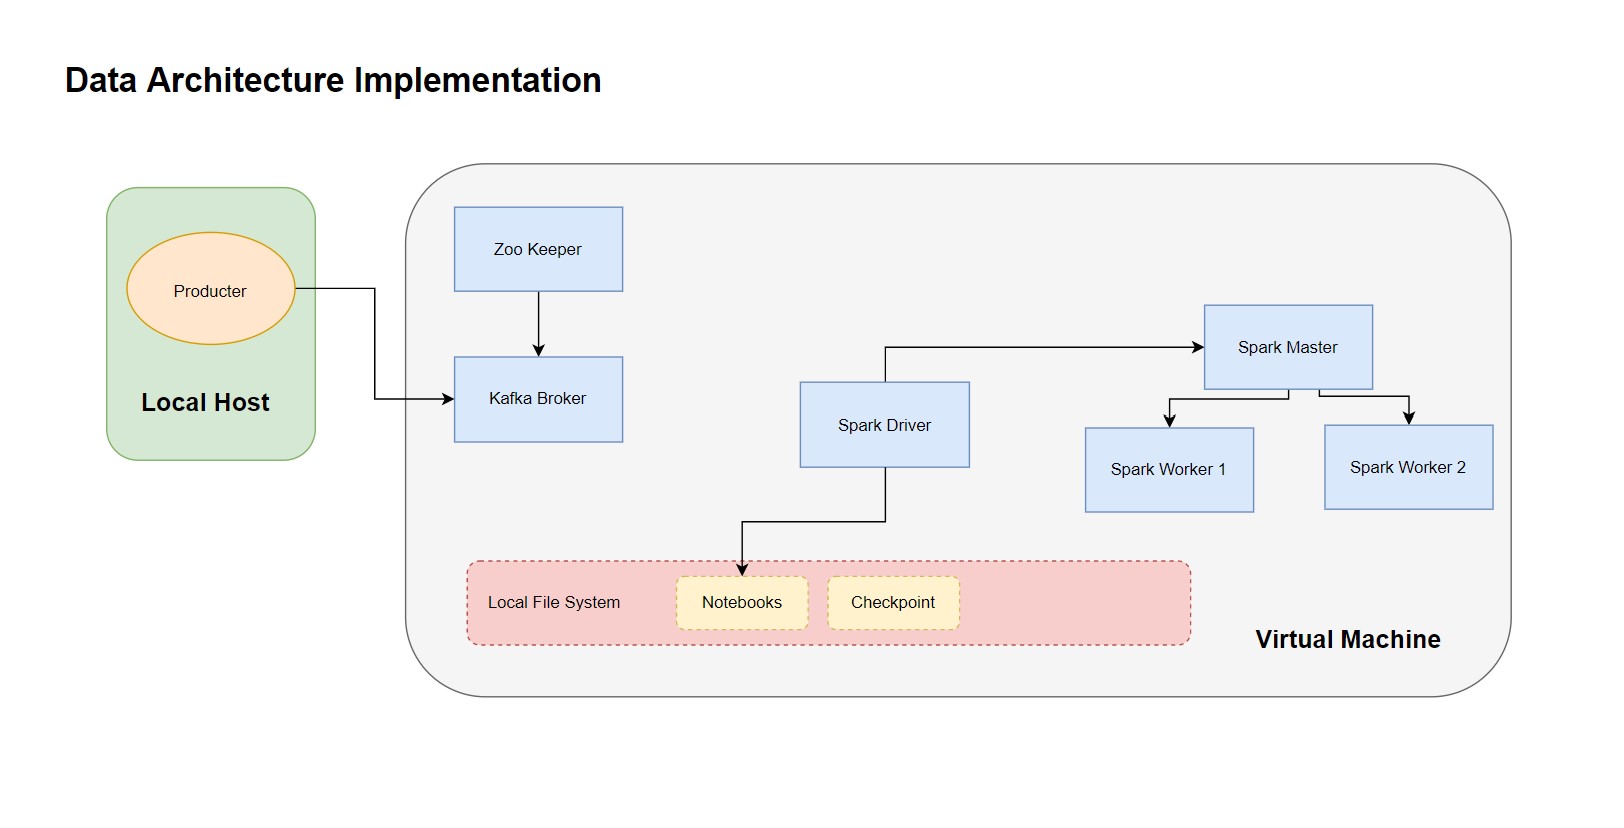 Data Architecture Implementation
Producter
Local Host
Zoo Keeper
Kafka Broker
Spark Driver
Spark Master
Spark Worker 1
Spark Worker 2
Local File System
Notebooks
Checkpoint
Virtual Machine